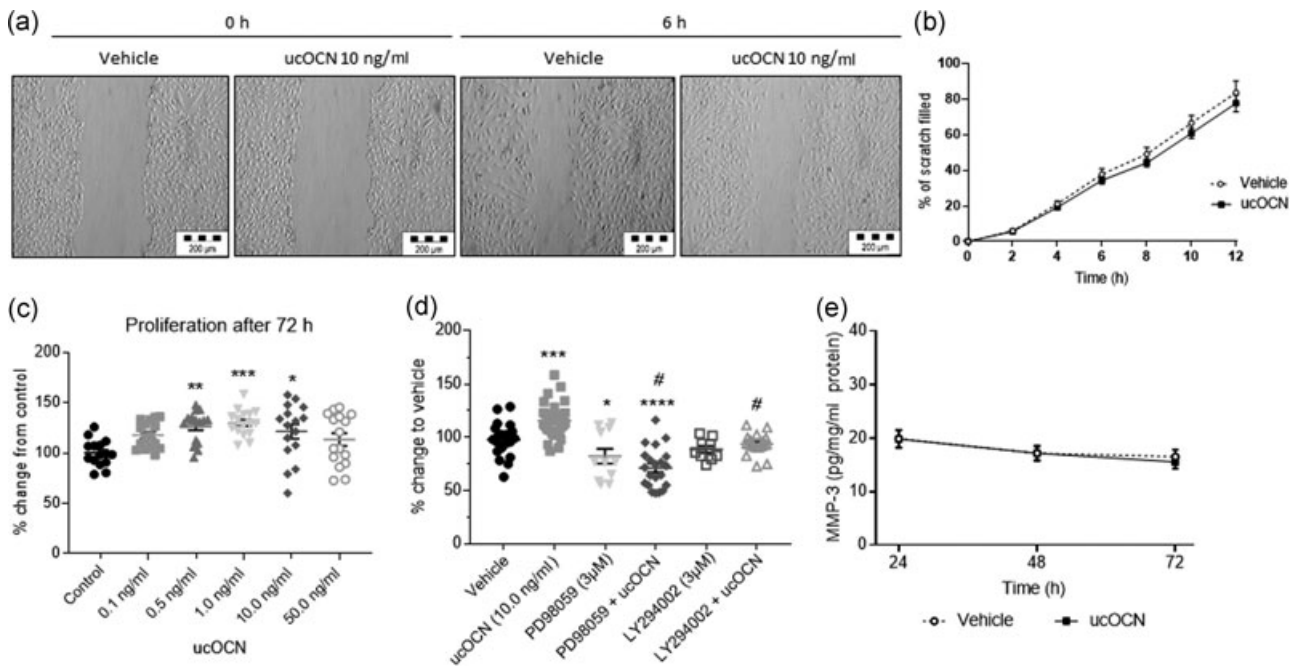 (a)
0 h
6 h
Vehicle
ucOCN 10 ng/ml
Vehicle
ucOCN 10 ng/ml
200 µm
200 µm
200 µm
200 µm
(b)
% of scratch filled
80
60
40
20
0
0 2 4 6 8 10 12
Time (h)
Vehicle
ucOCN
(c)
Proliferation after 72 h
% change from control
200
150
100
50
0
** *** *
Control
0.1 ng/ml
0.5 ng/ml
1.0 ng/ml
10.0 ng/ml
50.0 ng/ml
ucOCN
(d)
% change to vehicle
200
150
100
50
0
***
*
#
****
#
Vehicle
ucOCN (10.0 ng/ml)
PD98059 (3µM)
PD98059 + ucOCN
LY294002 (3µM)
LY294002 + ucOCN
(e)
MMP-3 (pg/mg/ml protein)
40
30
20
10
0
24 48 72
Time (h)
Vehicle
ucOCN